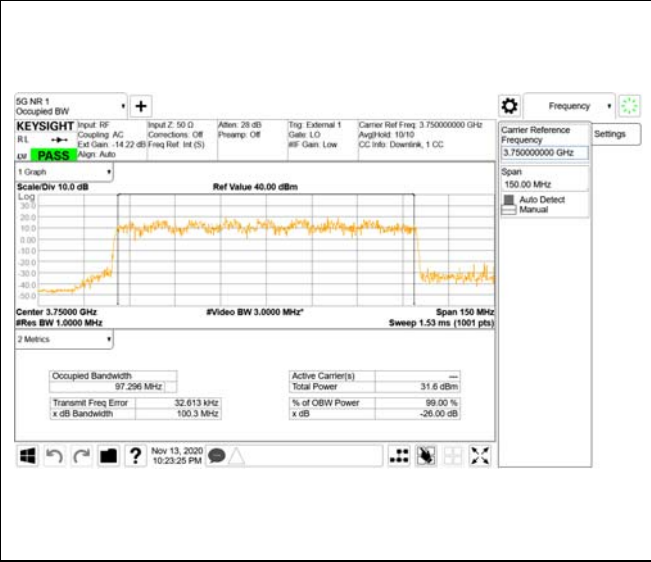 5G NR 1
Occupied BW
KEYSIGHT
R L
PASS
Input: RF
Coupling: AC
Ext Gain: -14.22 dB
Align: Auto
Input Z: 50 Ω
Corrections: Off
Freq Ref: Int (S)
Atten: 28 dB
Preamp: Off
Trig: External 1
Gate: LO
#IF Gain: Low
Carrier Ref Freq: 3.750000000 GHz
Avg|Hold: 10/10
CC Info: Downlink, 1 CC
1 Graph
Scale/Div 10.0 dB
Ref Value 40.00 dBm
Log
30.0
20.0
10.0
0.00
-10.0
-20.0
-30.0
-40.0
-50.0
Center 3.75000 GHz
#Video BW 3.0000 MHz*
Span 150 MHz
#Res BW 1.0000 MHz
Sweep 1.53 ms (1001 pts)
2 Metrics
Occupied Bandwidth
97.296 MHz
Transmit Freq Error 32.613 kHz
x dB Bandwidth 100.3 MHz
Active Carrier(s) ---
Total Power 31.6 dBm
% of OBW Power 99.00 %
x dB -26.00 dB
Nov 13, 2020
10:23:25 PM
Frequency
Carrier Reference
Frequency
3.750000000 GHz
Span
150.00 MHz
Auto Detect
Manual
Settings